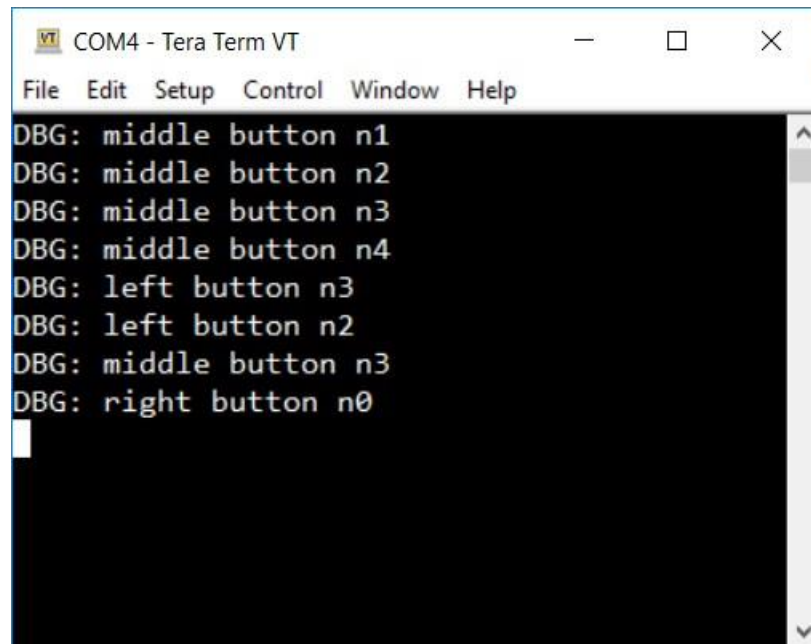 COM4 - Tera Term VT
File Edit Setup Control Window Help
DBG: middle button n1
DBG: middle button n2
DBG: middle button n3
DBG: middle button n4
DBG: left button n3
DBG: left button n2
DBG: middle button n3
DBG: right button n0